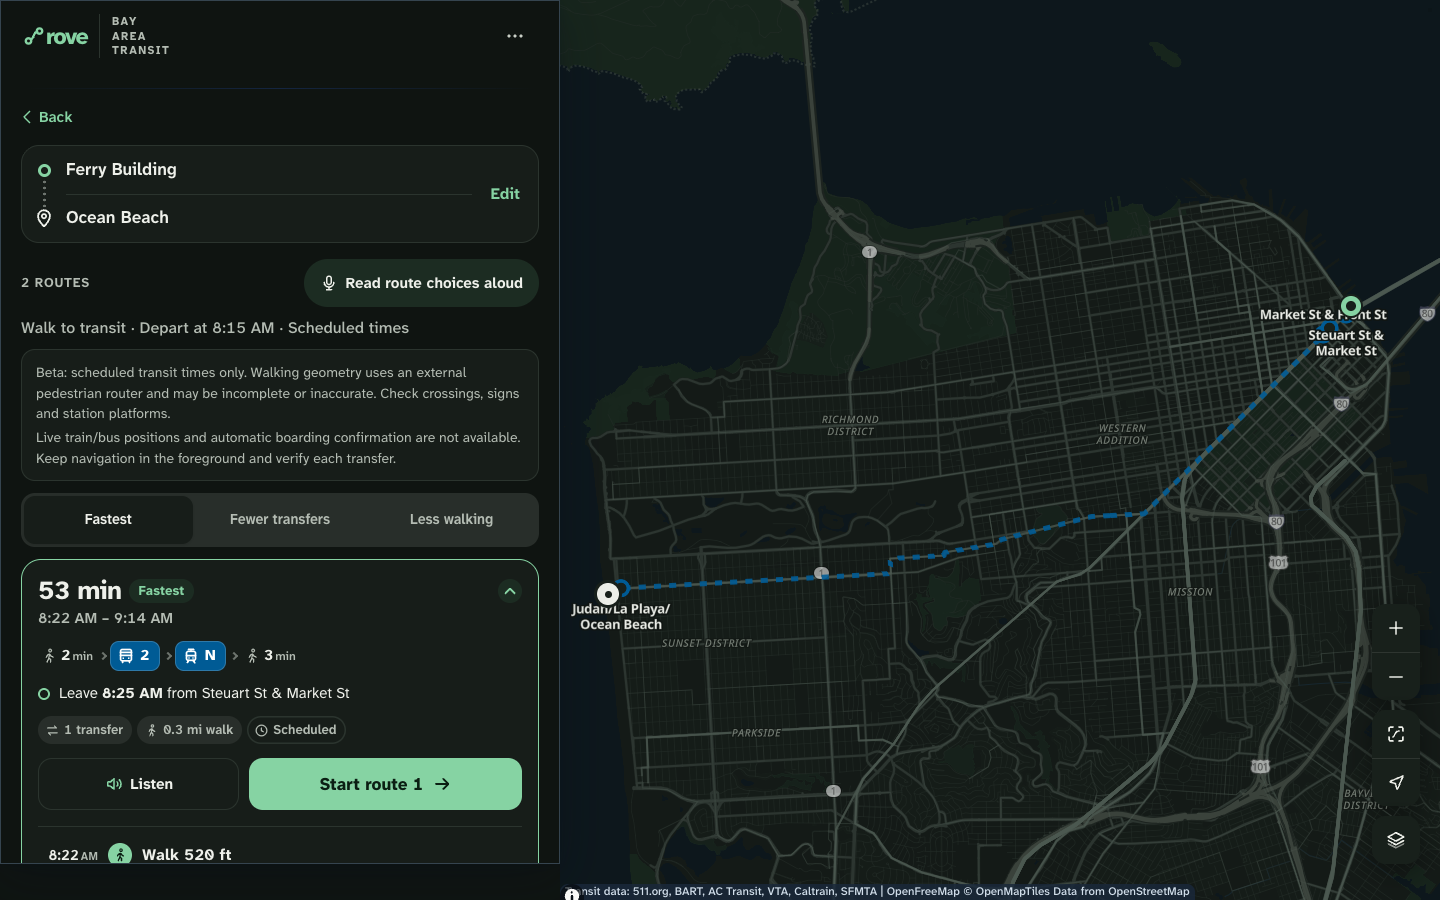 rove
BAY
AREA
TRANSIT
Back
Ferry Building
Edit
Ocean Beach
2 ROUTES
Read route choices aloud
Walk to transit · Depart at 8:15 AM · Scheduled times
Beta: scheduled transit times only. Walking geometry uses an external
pedestrian router and may be incomplete or inaccurate. Check crossings, signs
and station platforms.
Live train/bus positions and automatic boarding confirmation are not available.
Keep navigation in the foreground and verify each transfer.
Fastest
Fewer transfers
Less walking
53 min
Fastest
8:22 AM – 9:14 AM
2 min
2
N
3 min
Leave 8:25 AM from Steuart St & Market St
1 transfer
0.3 mi walk
Scheduled
Listen
Start route 1
8:22 AM
Walk 520 ft
1
80
Market St & Front St
Steuart St &
Market St
80
RICHMOND
DISTRICT
WESTERN
ADDITION
80
101
1
MISSION
Judah/La Playa/
Ocean Beach
SUNSET DISTRICT
PARKSIDE
101
1
DISTRICT
nsit data: 511.org, BART, AC Transit, VTA, Caltrain, SFMTA | OpenFreeMap © OpenMapTiles Data from OpenStreetMap